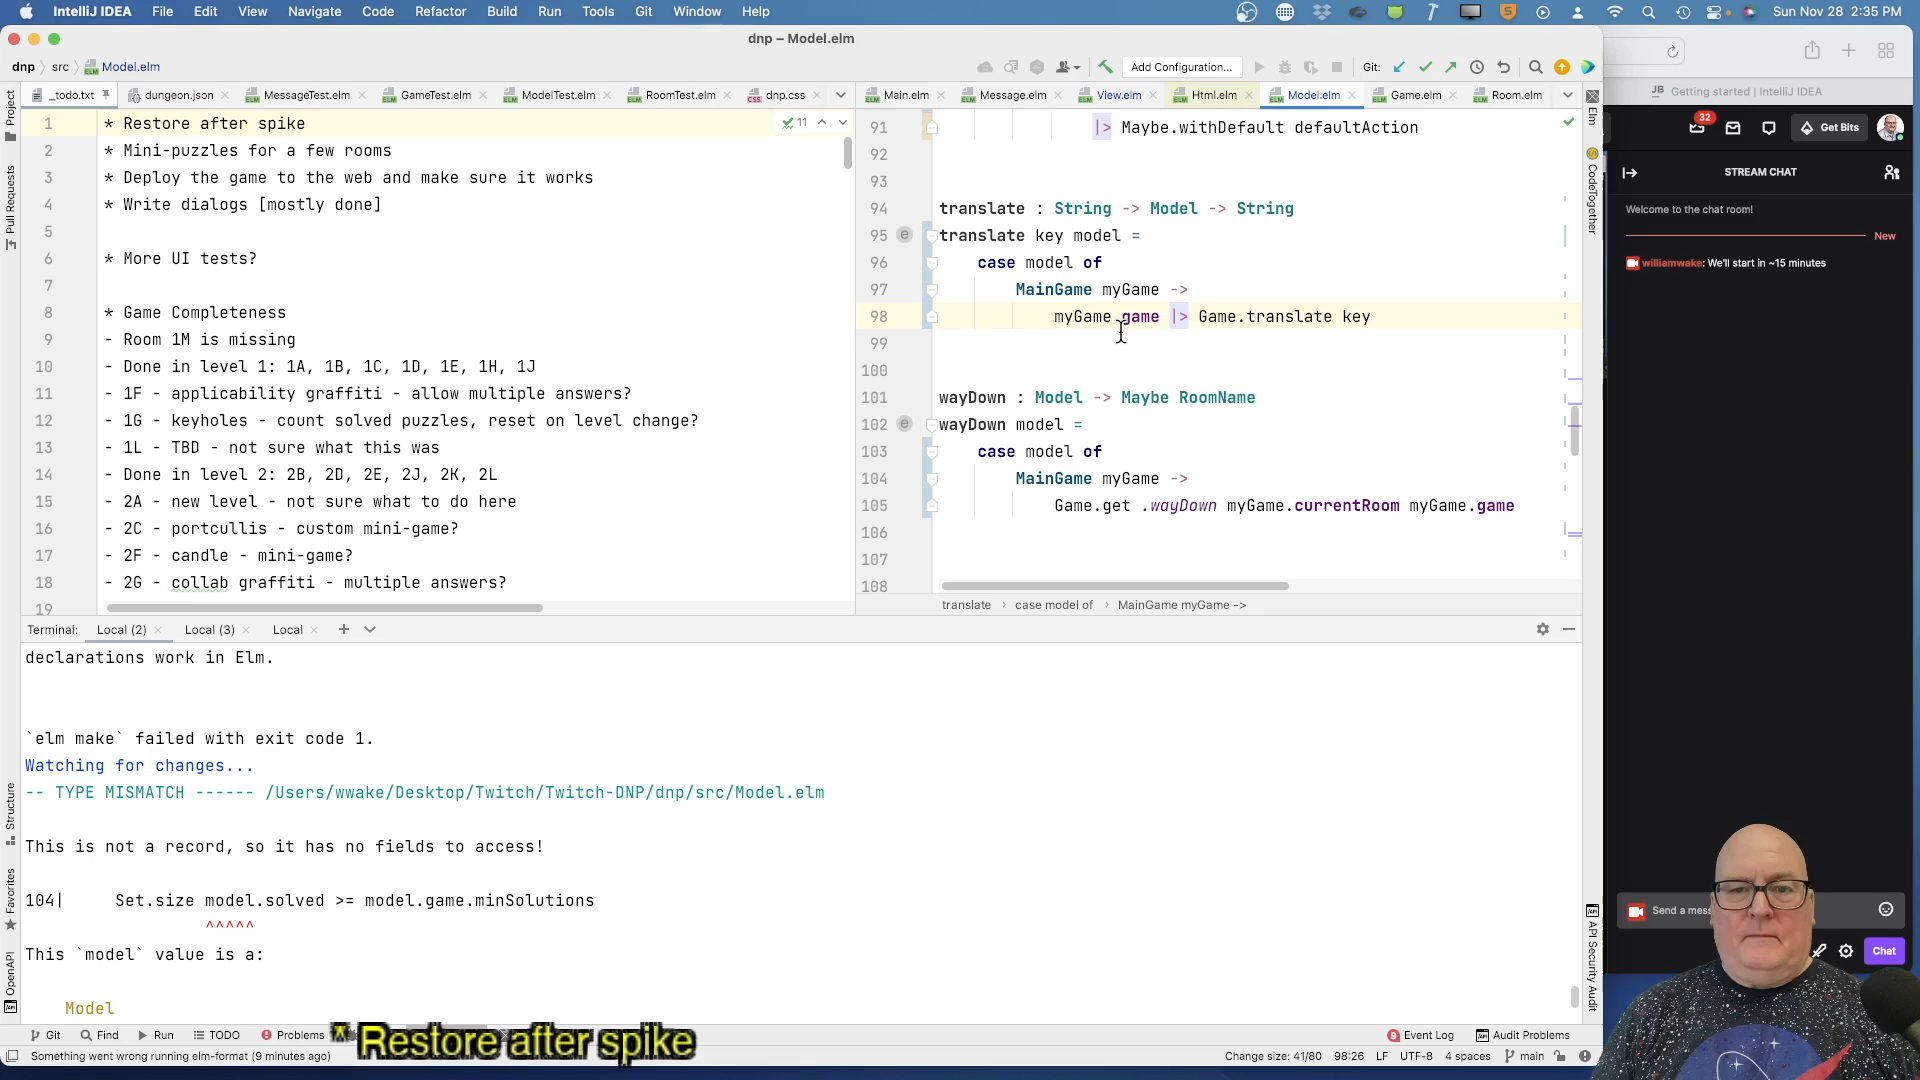 IntelliJ IDEA File Edit View Navigate Code Refactor Build Run Tools Git Window Help Sun Nov 28 2:35 PM
dnp – Model.elm
dnp src Model.elm Add Configuration... Git:
_todo.txt dungeon.json MessageTest.elm GameTest.elm ModelTest.elm RoomTest.elm dnp.css
Main.elm Message.elm View.elm Html.elm Model.elm Game.elm Room.elm
Project
Pull Requests
Structure
Favorites
OpenAPI
1 * Restore after spike
2 * Mini-puzzles for a few rooms
3 * Deploy the game to the web and make sure it works
4 * Write dialogs [mostly done]
5
6 * More UI tests?
7
8 * Game Completeness
9 - Room 1M is missing
10 - Done in level 1: 1A, 1B, 1C, 1D, 1E, 1H, 1J
11 - 1F - applicability graffiti - allow multiple answers?
12 - 1G - keyholes - count solved puzzles, reset on level change?
13 - 1L - TBD - not sure what this was
14 - Done in level 2: 2B, 2D, 2E, 2J, 2K, 2L
15 - 2A - new level - not sure what to do here
16 - 2C - portcullis - custom mini-game?
17 - 2F - candle - mini-game?
18 - 2G - collab graffiti - multiple answers?
19
11
91 |> Maybe.withDefault defaultAction
92
93
94 translate : String -> Model -> String
95 translate key model =
96 case model of
97 MainGame myGame ->
98 myGame.game |> Game.translate key
99
100
101 wayDown : Model -> Maybe RoomName
102 wayDown model =
103 case model of
104 MainGame myGame ->
105 Game.get .wayDown myGame.currentRoom myGame.game
106
107
108
translate case model of MainGame myGame ->
Elm
CodeTogether
API Security Audit
Terminal: Local (2) Local (3) Local
declarations work in Elm.
`elm make` failed with exit code 1.
Watching for changes...
-- TYPE MISMATCH ------ /Users/wwake/Desktop/Twitch/Twitch-DNP/dnp/src/Model.elm
This is not a record, so it has no fields to access!
104| Set.size model.solved >= model.game.minSolutions
^^^^^
This `model` value is a:
Model
Git Find Run TODO Problems Event Log Audit Problems
* Restore after spike
Something went wrong running elm-format (9 minutes ago) Change size: 41/80 98:26 LF UTF-8 4 spaces main
JB Getting started | IntelliJ IDEA
32 Get Bits
STREAM CHAT
Welcome to the chat room!
New
williamwake: We'll start in ~15 minutes
Send a mess
Chat